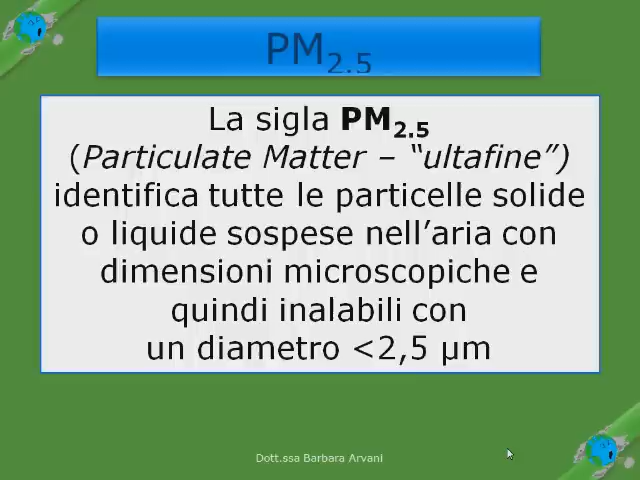 PM2.5
La sigla PM2.5
(Particulate Matter – “ultafine”)
identifica tutte le particelle solide
o liquide sospese nell’aria con
dimensioni microscopiche e
quindi inalabili con
un diametro <2,5 µm
Dott.ssa Barbara Arvani